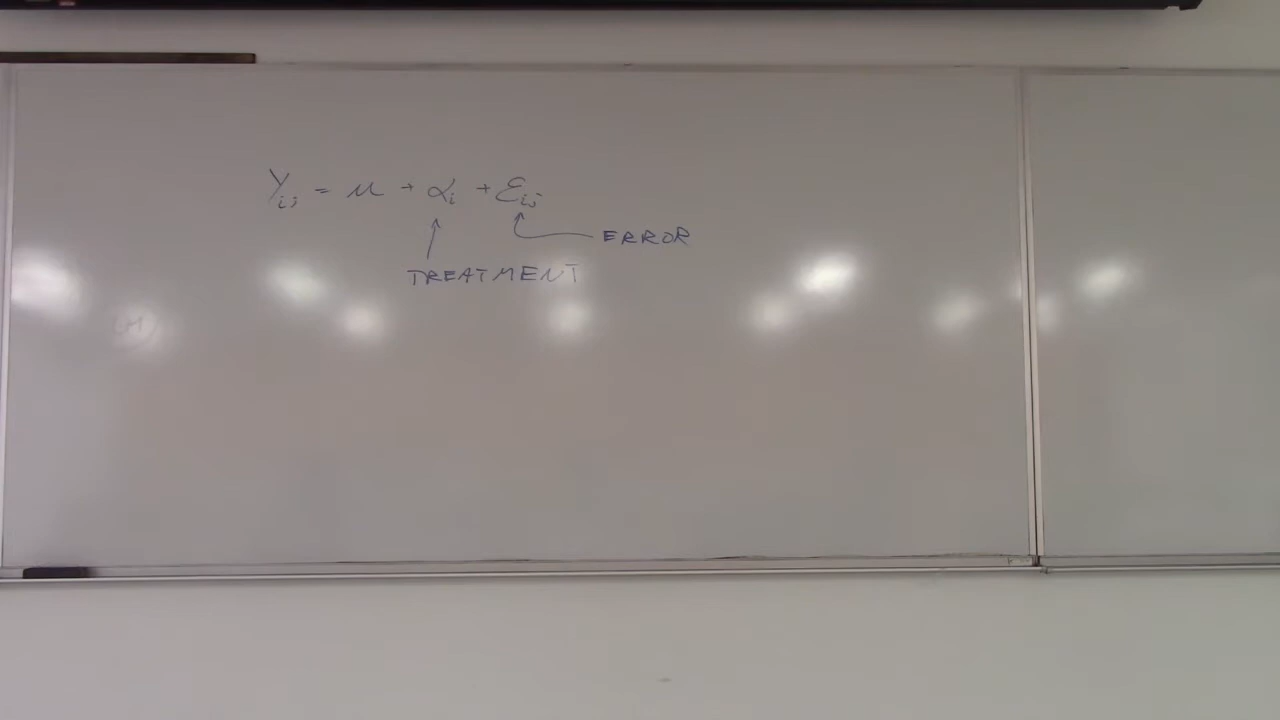 Yij = μ + αi + εij
ERROR
TREATMENT